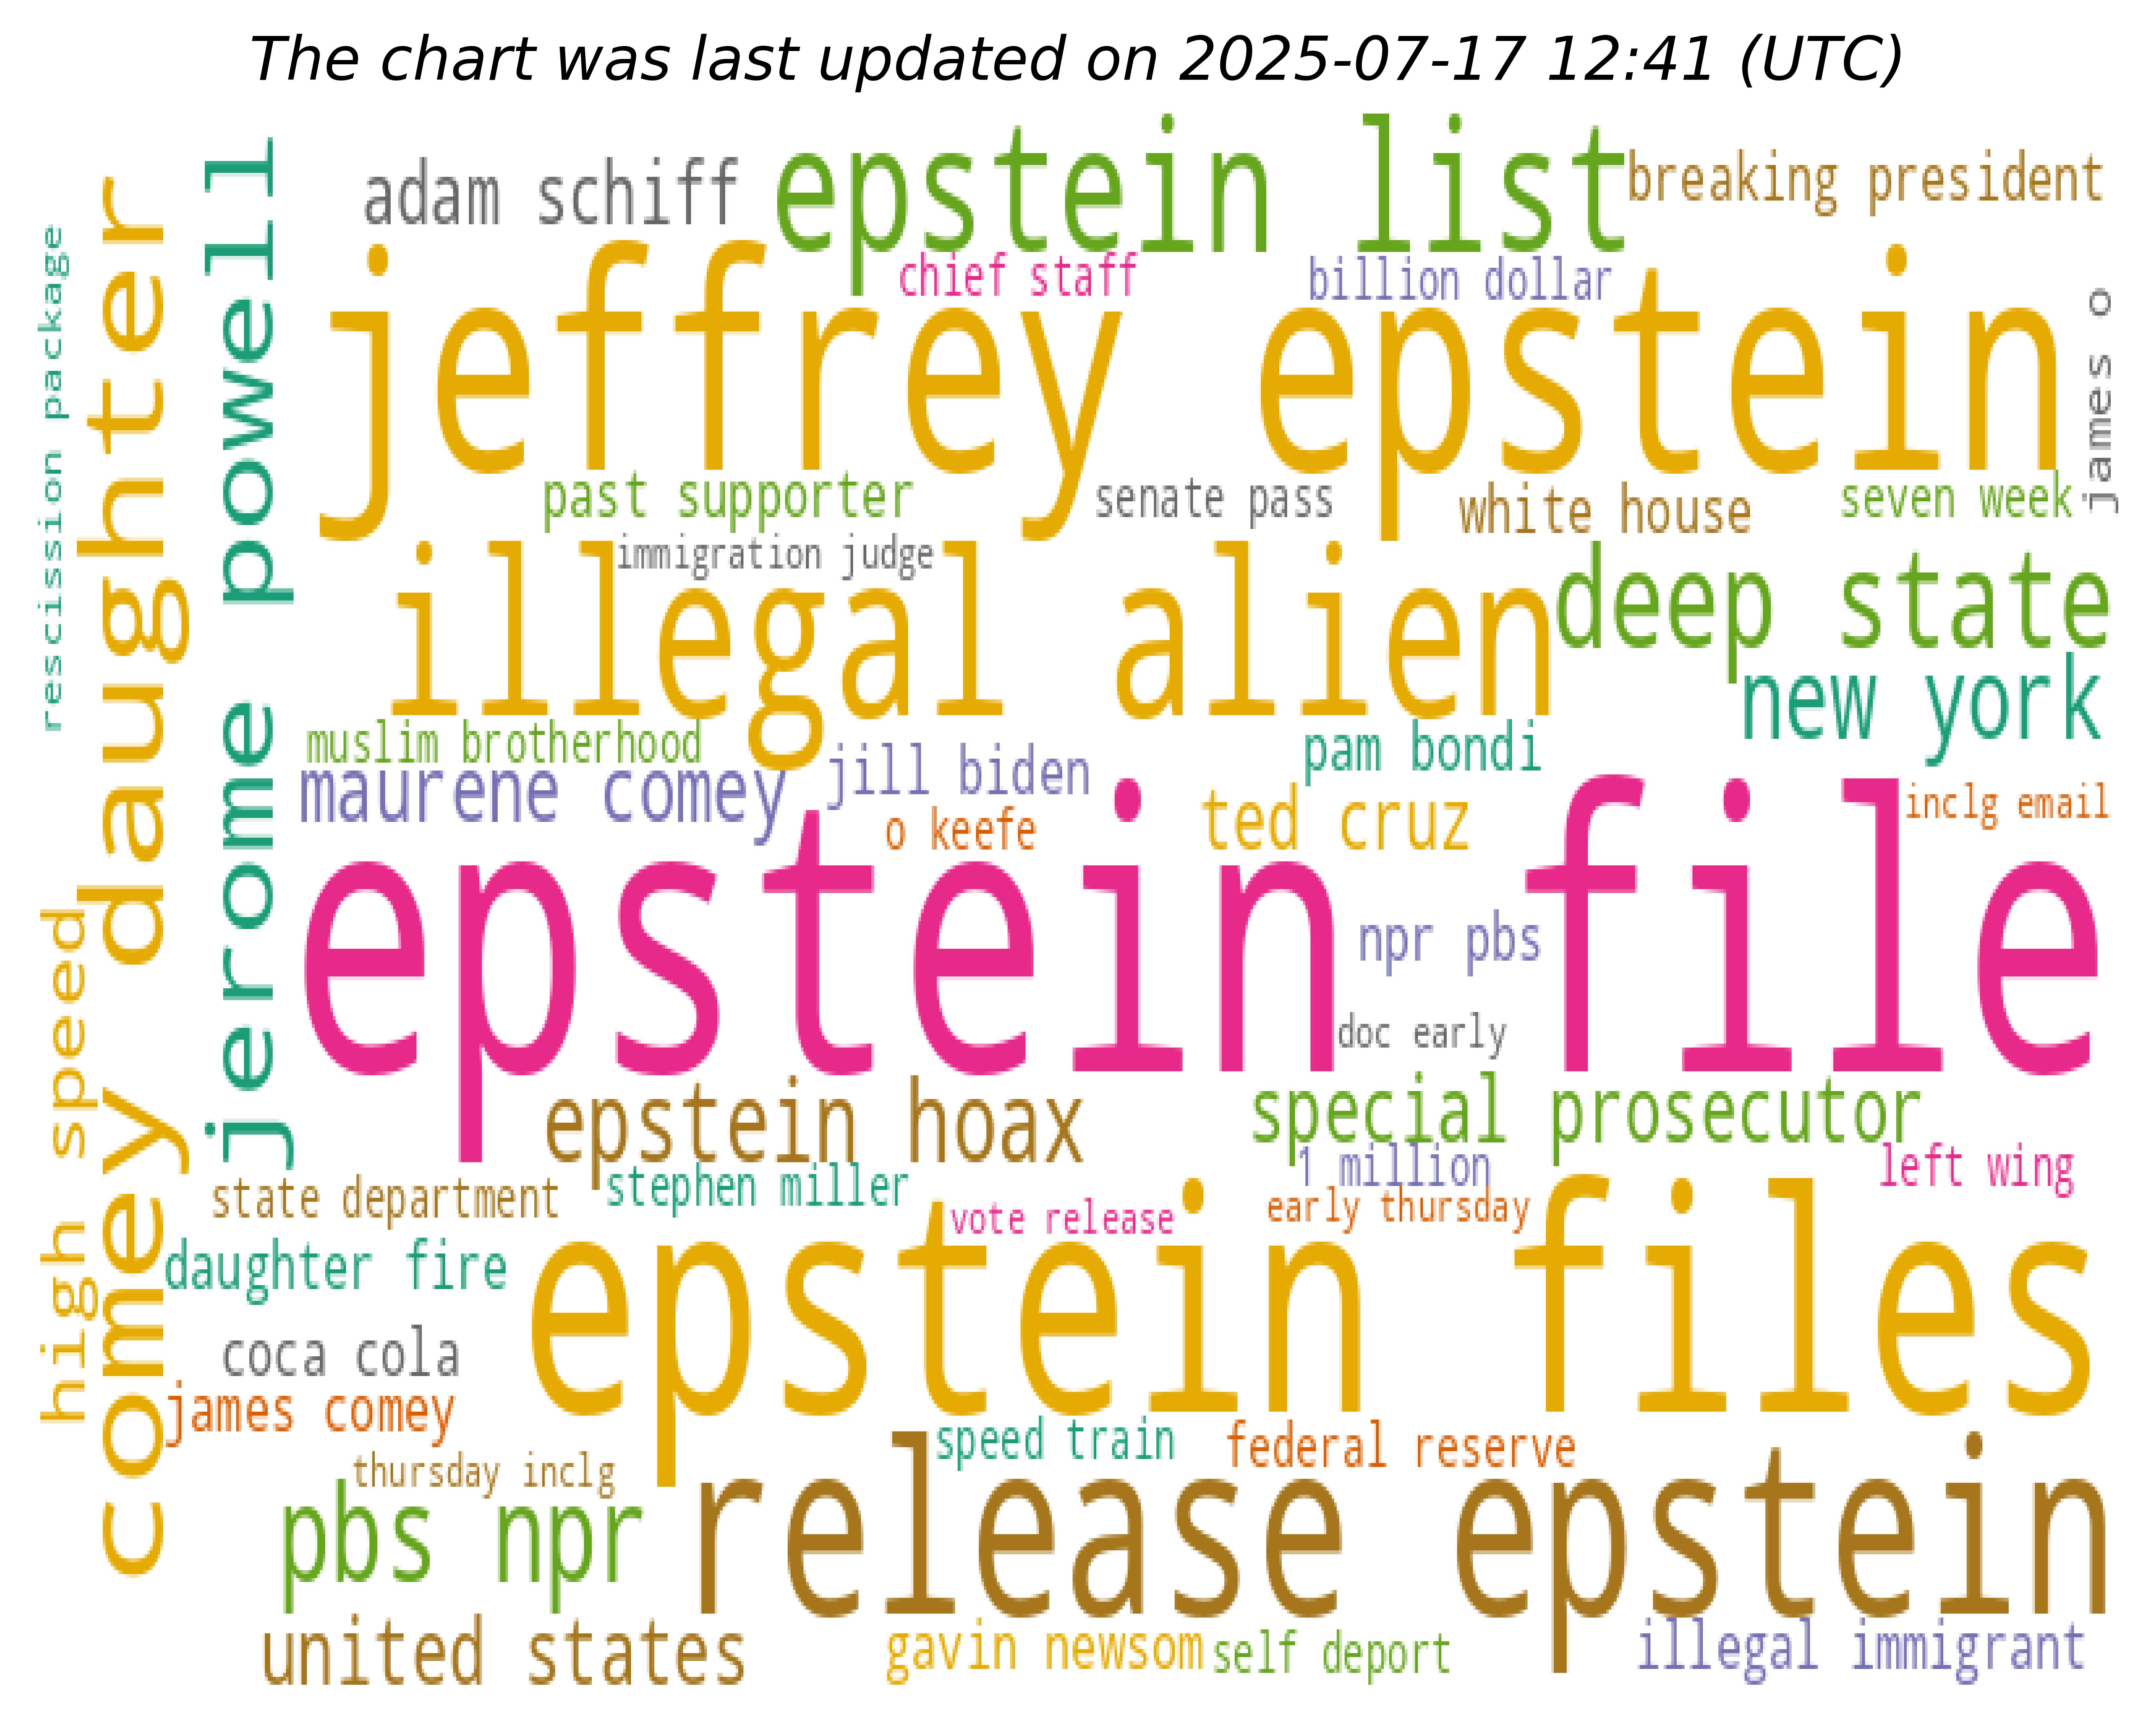 The chart was last updated on 2025-07-17 12:41 (UTC)
rescission package
comey daughter
high speed
jerome powell
adam schiff
epstein list
breaking president
chief staff
billion dollar
jeffrey epstein
james o
past supporter
senate pass
white house
seven week
immigration judge
illegal alien
deep state
new york
muslim brotherhood
maurene comey
jill biden
pam bondi
o keefe
ted cruz
inclg email
epstein file
npr pbs
doc early
epstein hoax
special prosecutor
1 million
left wing
state department
stephen miller
vote release
early thursday
daughter fire
epstein files
coca cola
james comey
speed train
federal reserve
thursday inclg
pbs npr
release epstein
united states
gavin newsom
self deport
illegal immigrant